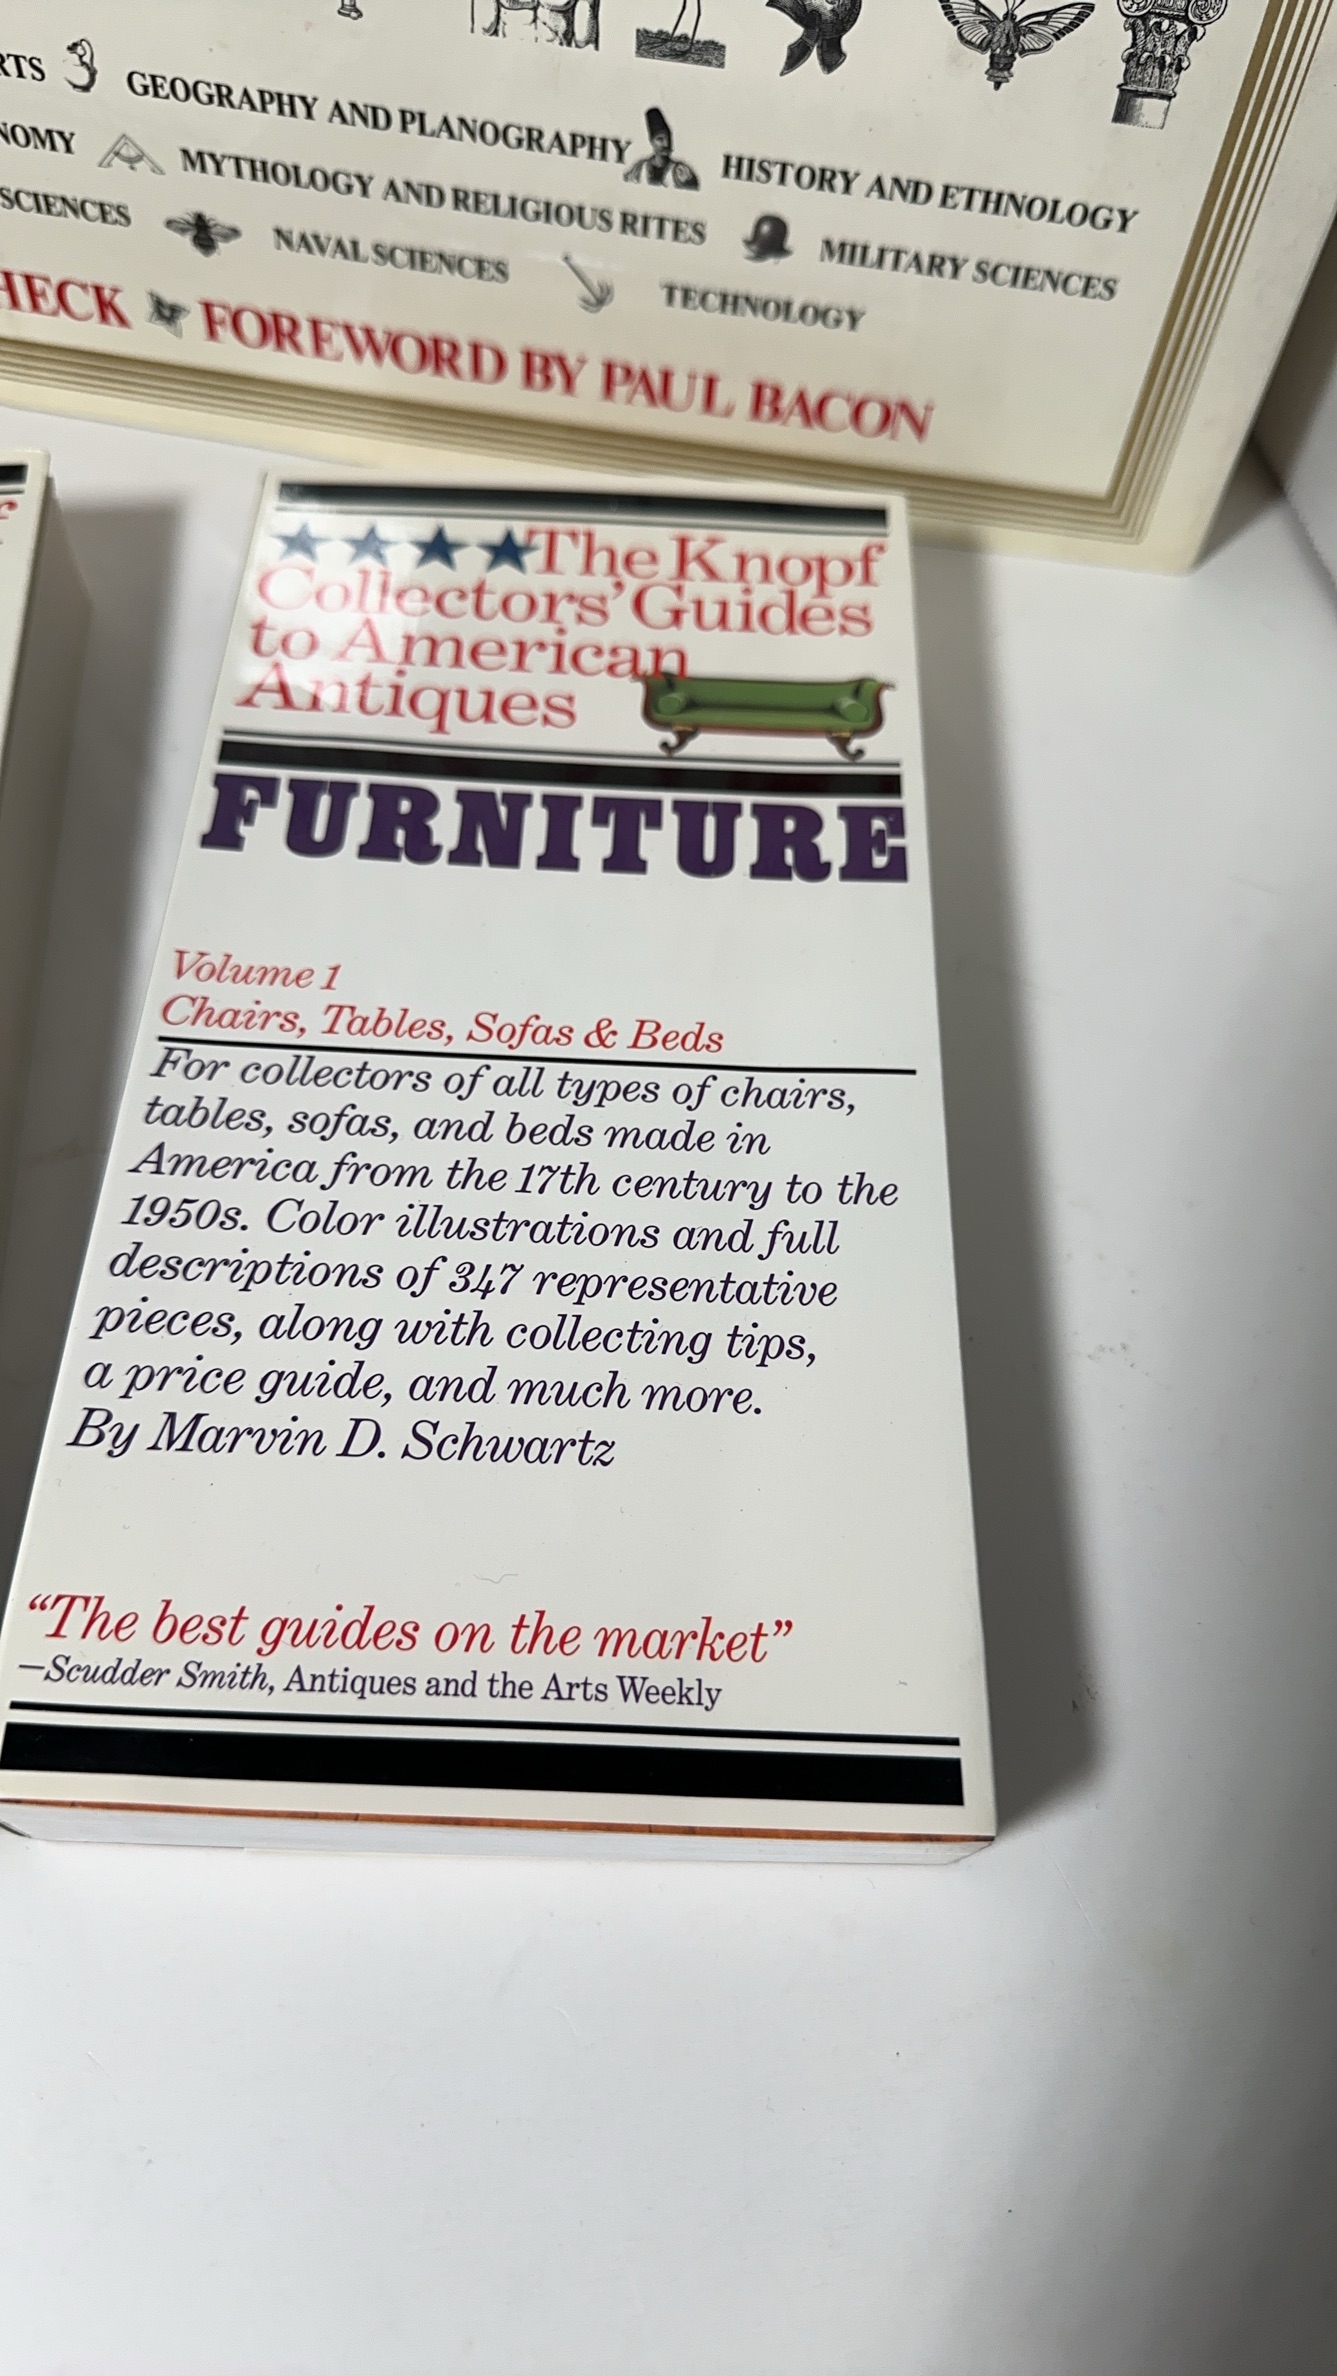 RTS GEOGRAPHY AND PLANOGRAPHY HISTORY AND ETHNOLOGY
NOMY MYTHOLOGY AND RELIGIOUS RITES MILITARY SCIENCES
SCIENCES NAVAL SCIENCES TECHNOLOGY
HECK FOREWORD BY PAUL BACON
The Knopf
Collectors' Guides
to American
Antiques
FURNITURE
Volume 1
Chairs, Tables, Sofas & Beds
For collectors of all types of chairs,
tables, sofas, and beds made in
America from the 17th century to the
1950s. Color illustrations and full
descriptions of 347 representative
pieces, along with collecting tips,
a price guide, and much more.
By Marvin D. Schwartz
"The best guides on the market"
—Scudder Smith, Antiques and the Arts Weekly